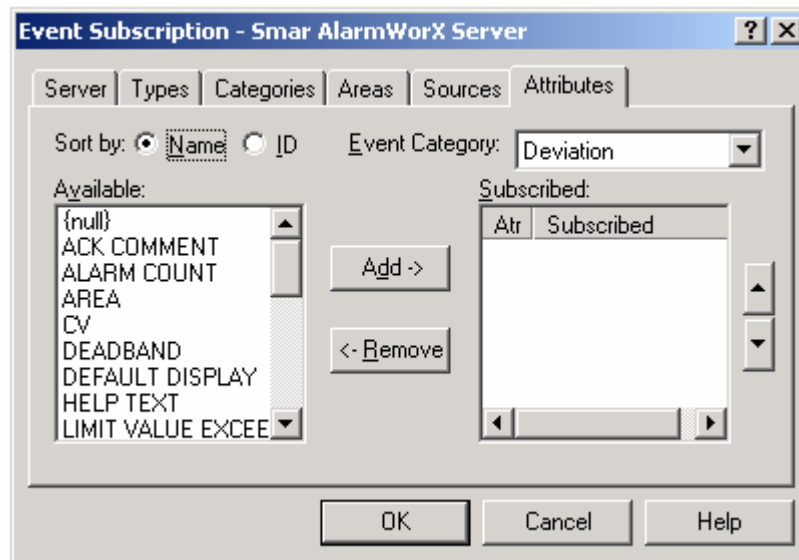 Event Subscription - Smar AlarmWorX Server
Server Types Categories Areas Sources Attributes
Sort by: Name ID Event Category: Deviation
Available: Subscribed:
{null}
ACK COMMENT
ALARM COUNT
AREA
CV
DEADBAND
DEFAULT DISPLAY
HELP TEXT
LIMIT VALUE EXCEE
Add ->
<- Remove
Atr Subscribed
OK Cancel Help